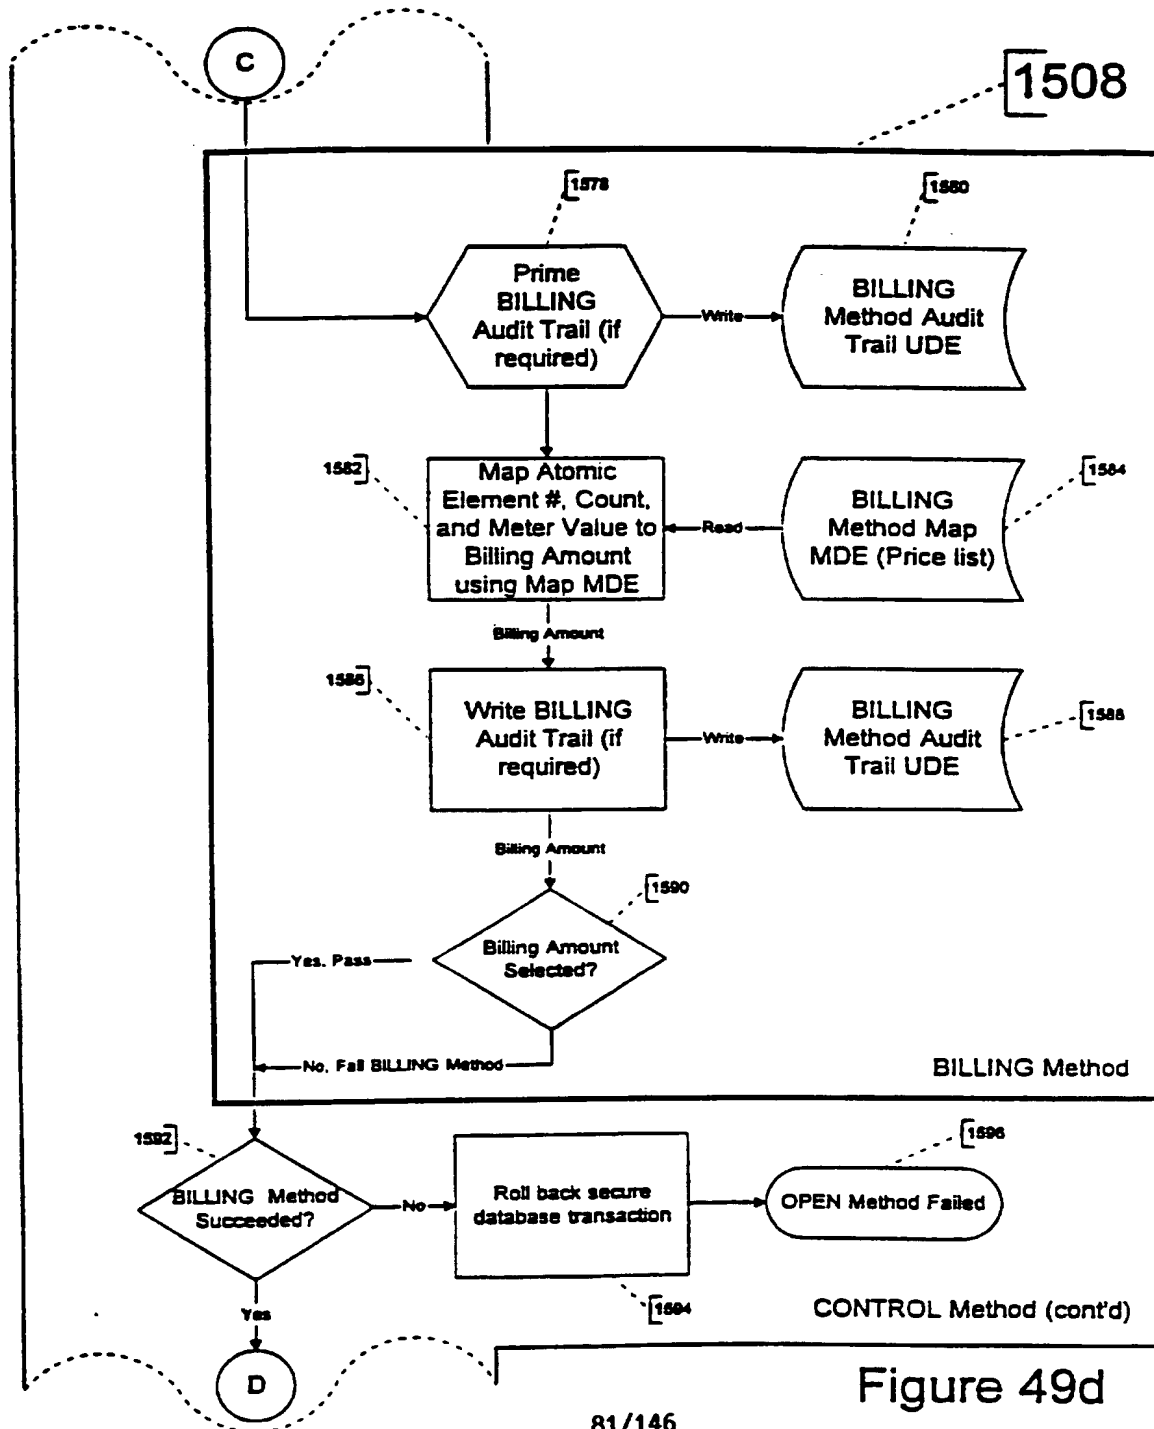 C
1508
1578
1580
Prime
BILLING
Audit Trail (if
required)
Write
BILLING
Method Audit
Trail UDE
1582
Map Atomic
Element #, Count,
and Meter Value to
Billing Amount
using Map MDE
Read
BILLING
Method Map
MDE (Price list)
1584
Billing Amount
1586
Write BILLING
Audit Trail (if
required)
Write
BILLING
Method Audit
Trail UDE
1588
Billing Amount
1590
Billing Amount
Selected?
Yes, Pass
No, Fail BILLING Method
BILLING Method
1592
BILLING Method
Succeeded?
No
Roll back secure
database transaction
1596
OPEN Method Failed
Yes
1594
CONTROL Method (cont'd)
D
Figure 49d
81/146